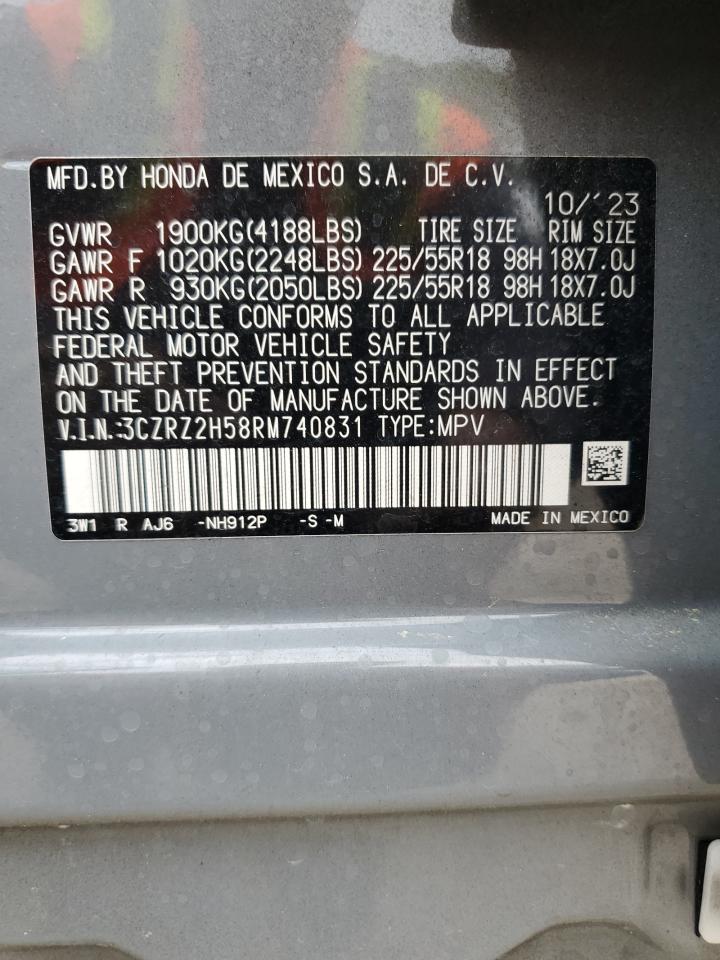 MFD.BY HONDA DE MEXICO S.A. DE C.V.
10/'23
GVWR 1900KG(4188LBS) TIRE SIZE RIM SIZE
GAWR F 1020KG(2248LBS) 225/55R18 98H 18X7.0J
GAWR R 930KG(2050LBS) 225/55R18 98H 18X7.0J
THIS VEHICLE CONFORMS TO ALL APPLICABLE
FEDERAL MOTOR VEHICLE SAFETY
AND THEFT PREVENTION STANDARDS IN EFFECT
ON THE DATE OF MANUFACTURE SHOWN ABOVE.
V.I.N.:3CZRZ2H58RM740831 TYPE:MPV
3W1 R AJ6 -NH912P -S -M MADE IN MEXICO